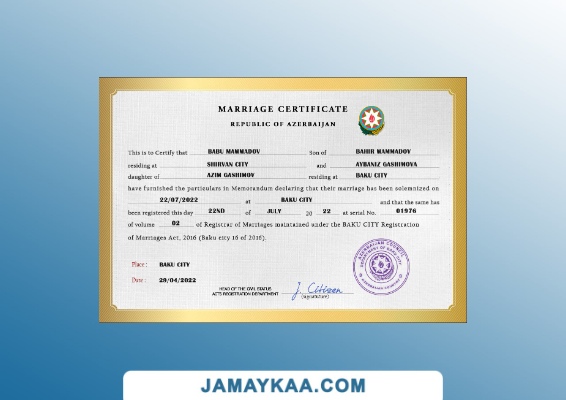 MARRIAGE CERTIFICATE
REPUBLIC OF AZERBAIJAN
This is to Certify that BABU MAMMADOV Son of BAHIR MAMMADOV
residing at SHIRVAN CITY and AYBANIZ GASHIMOVA
daughter of AZIM GASHIMOV residing at BAKU CITY
have furnished the particulars in Memorandum declaring that their marriage has been solemnized on
22/07/2022 at BAKU CITY and that the same has
been registered this day 22ND of JULY 20 22 at serial No. 01976
of volume 02 of Registrar of Marriages maintained under the BAKU CITY Registration
of Marriages Act, 2016 (Baku city 16 of 2016).
Place: BAKU CITY
Date: 29/04/2022
HEAD OF THE CIVIL STATUS
ACTS REGISTRATION DEPARTMENT J. Citizen
(signature)
JAMAYKAA.COM